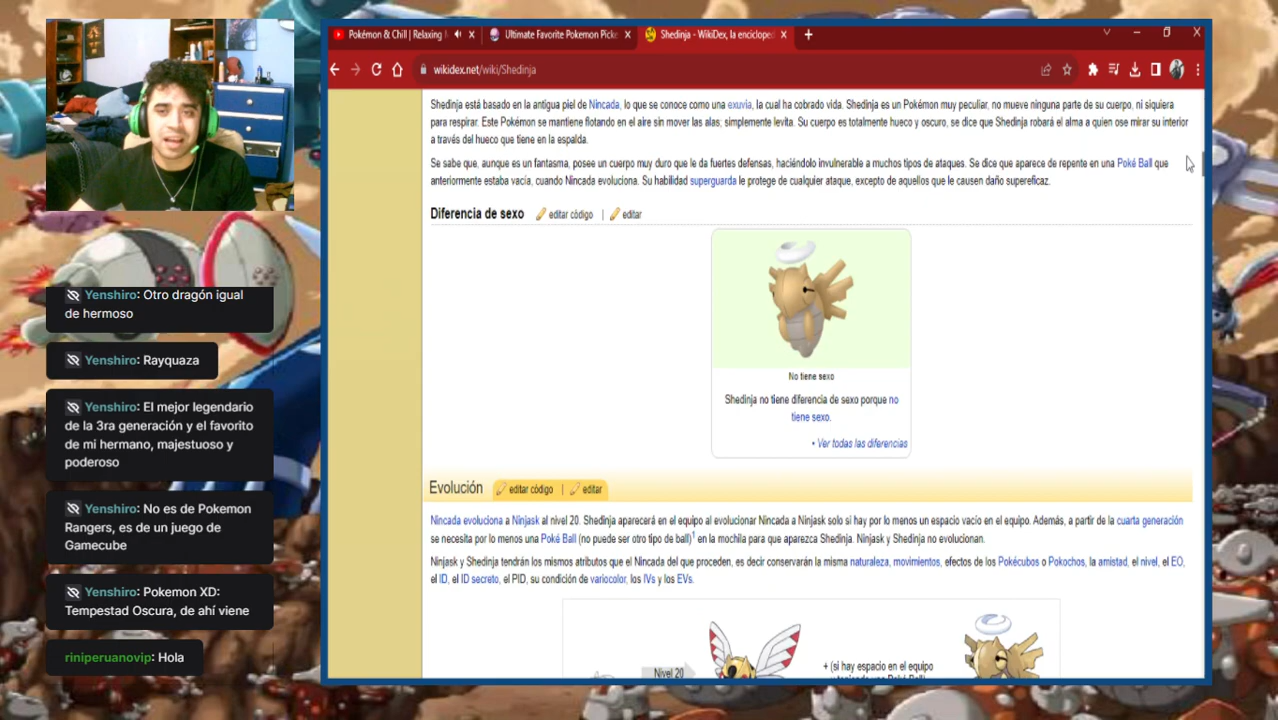 Pokémon & Chill | Relaxing
Ultimate Favorite Pokemon Picke
Shedinja - WikiDex, la enciclope
wikidex.net/wiki/Shedinja
Shedinja está basado en la antigua piel de Nincada, lo que se conoce como una exuvia, la cual ha cobrado vida. Shedinja es un Pokémon muy peculiar, no mueve ninguna parte de su cuerpo, ni siquiera
para respirar. Este Pokémon se mantiene flotando en el aire sin mover las alas; simplemente levita. Su cuerpo es totalmente hueco y oscuro, se dice que Shedinja robará el alma a quien ose mirar su interior
a través del hueco que tiene en la espalda.
Se sabe que, aunque es un fantasma, posee un cuerpo muy duro que le da fuertes defensas, haciéndolo invulnerable a muchos tipos de ataques. Se dice que aparece de repente en una Poké Ball que
anteriormente estaba vacía, cuando Nincada evoluciona. Su habilidad superguarda le protege de cualquier ataque, excepto de aquellos que le causen daño supereficaz.
Diferencia de sexo editar código | editar
No tiene sexo
Shedinja no tiene diferencia de sexo porque no
tiene sexo.
• Ver todas las diferencias
Evolución editar código | editar
Nincada evoluciona a Ninjask al nivel 20. Shedinja aparecerá en el equipo al evolucionar Nincada a Ninjask solo si hay por lo menos un espacio vacío en el equipo. Además, a partir de la cuarta generación
se necesita por lo menos una Poké Ball (no puede ser otro tipo de ball)¹ en la mochila para que aparezca Shedinja. Ninjask y Shedinja no evolucionan.
Ninjask y Shedinja tendrán los mismos atributos que el Nincada del que proceden, es decir conservarán la misma naturaleza, movimientos, efectos de los Pokécubos o Pokochos, la amistad, el nivel, el EO,
el ID, el ID secreto, el PID, su condición de variocolor, los IVs y los EVs.
Nivel 20
+ (si hay espacio en el equipo
Yenshiro: Otro dragón igual
de hermoso
Yenshiro: Rayquaza
Yenshiro: El mejor legendario
de la 3ra generación y el favorito
de mi hermano, majestuoso y
poderoso
Yenshiro: No es de Pokemon
Rangers, es de un juego de
Gamecube
Yenshiro: Pokemon XD:
Tempestad Oscura, de ahí viene
riniperuanovip: Hola